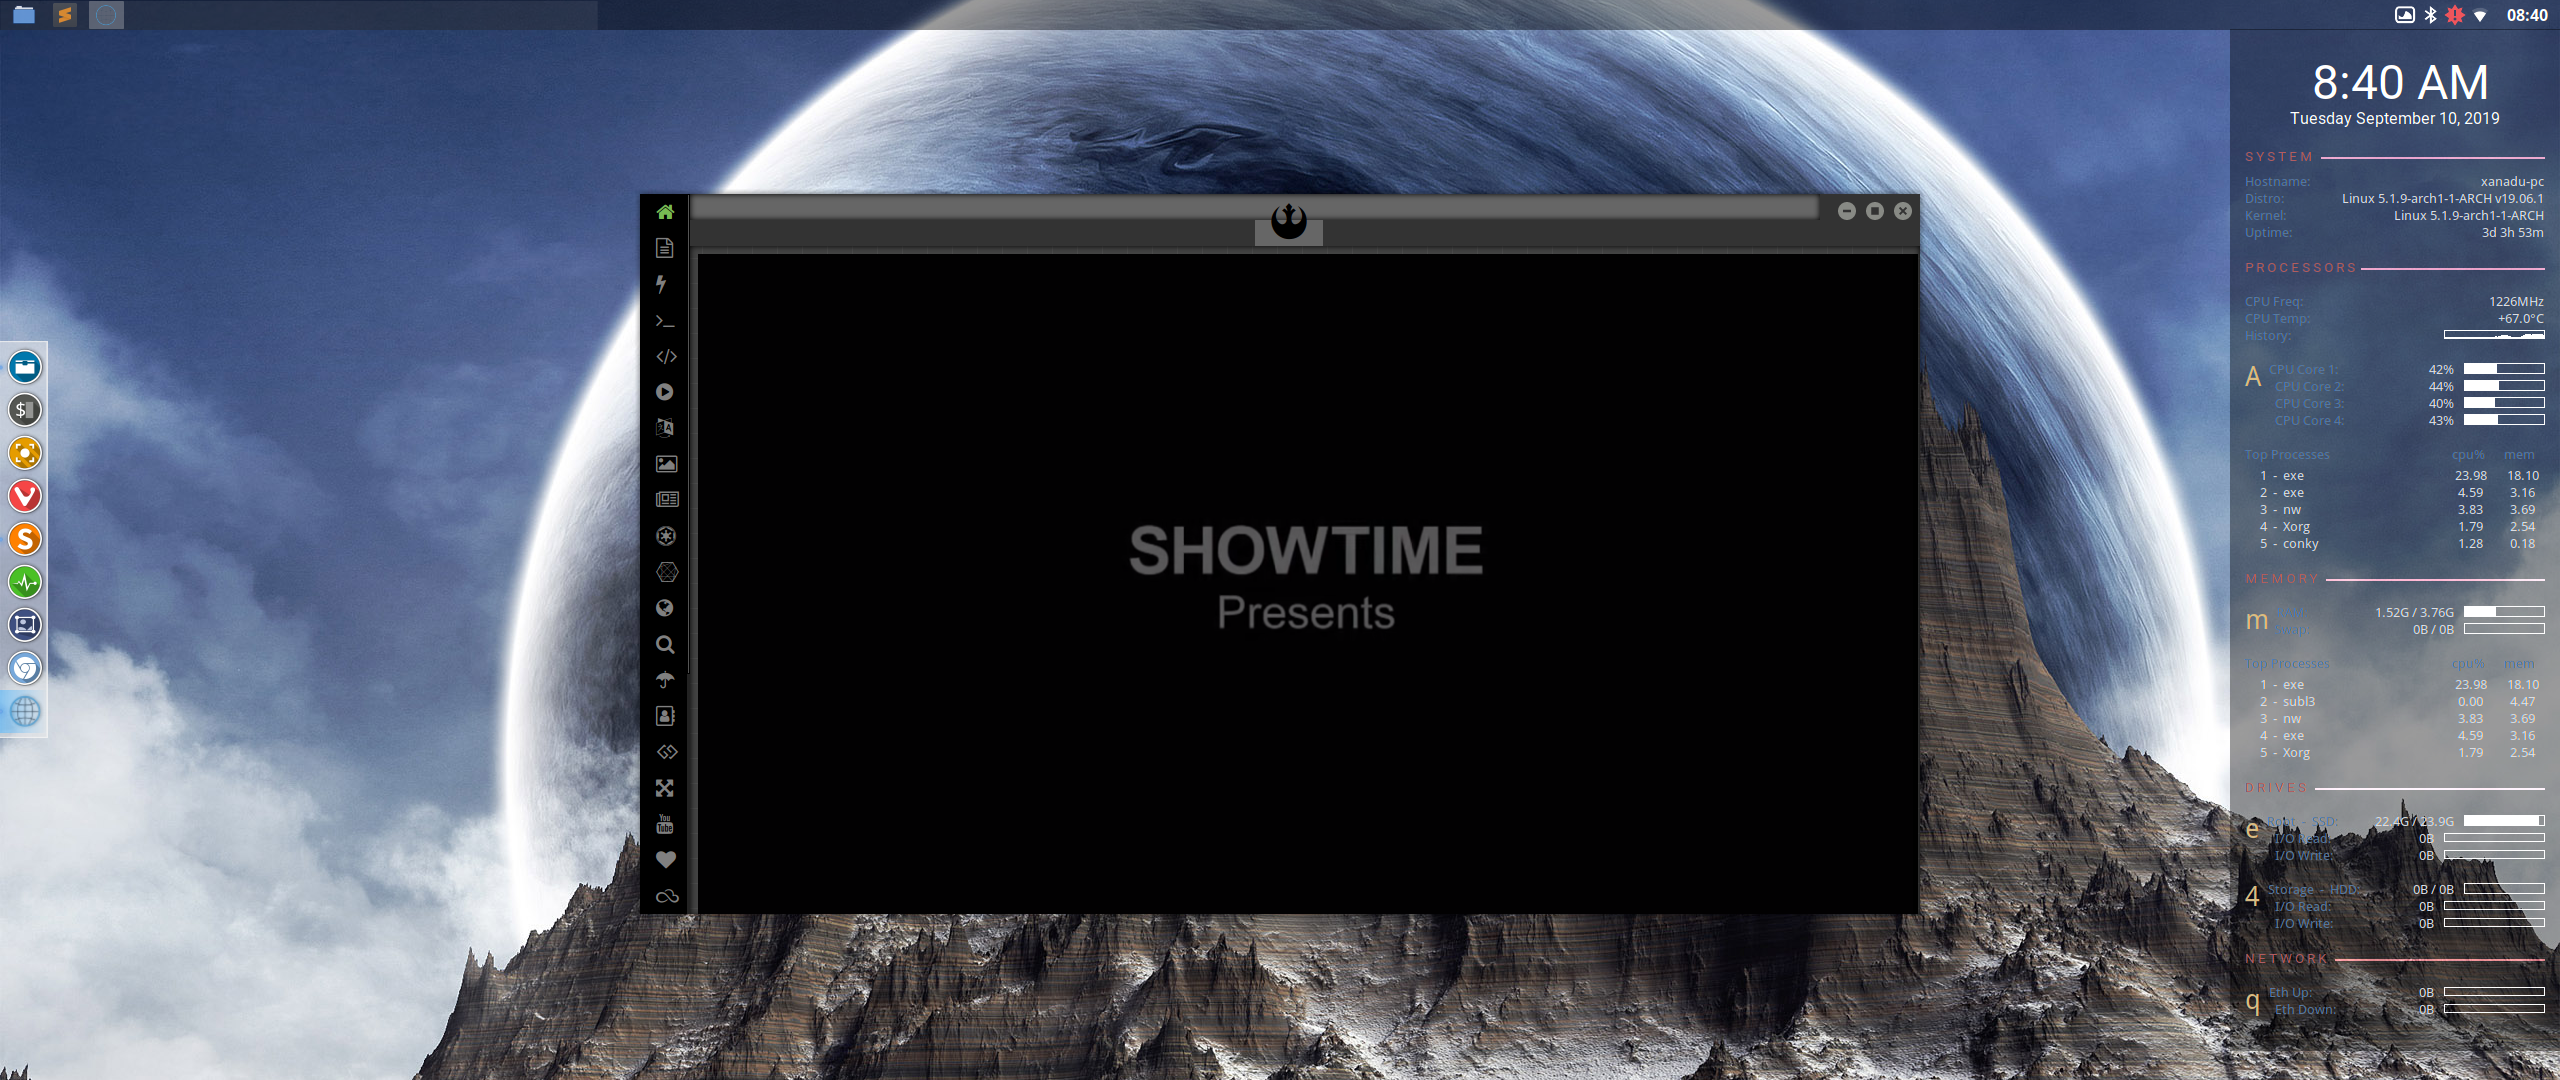 08:40
8:40 AM
Tuesday September 10, 2019
SYSTEM
Hostname: xanadu-pc
Distro: Linux 5.1.9-arch1-1-ARCH v19.06.1
Kernel: Linux 5.1.9-arch1-1-ARCH
Uptime: 3d 3h 53m
PROCESSORS
CPU Freq: 1226MHz
CPU Temp: +67.0°C
History:
A CPU Core 1: 42%
CPU Core 2: 44%
CPU Core 3: 40%
CPU Core 4: 43%
Top Processes cpu% mem
1 - exe 23.98 18.10
2 - exe 4.59 3.16
3 - nw 3.83 3.69
4 - Xorg 1.79 2.54
5 - conky 1.28 0.18
MEMORY
m 1.52G / 3.76G
0B / 0B
Top Processes cpu% mem
1 - exe 23.98 18.10
2 - subl3 0.00 4.47
3 - nw 3.83 3.69
4 - exe 4.59 3.16
5 - Xorg 1.79 2.54
DRIVES
e Root - SSD: 22.4G / 23.9G
I/O Read: 0B
I/O Write: 0B
4 Storage - HDD: 0B / 0B
I/O Read: 0B
I/O Write: 0B
NETWORK
q Eth Up: 0B
Eth Down: 0B
SHOWTIME
Presents
You
Tube